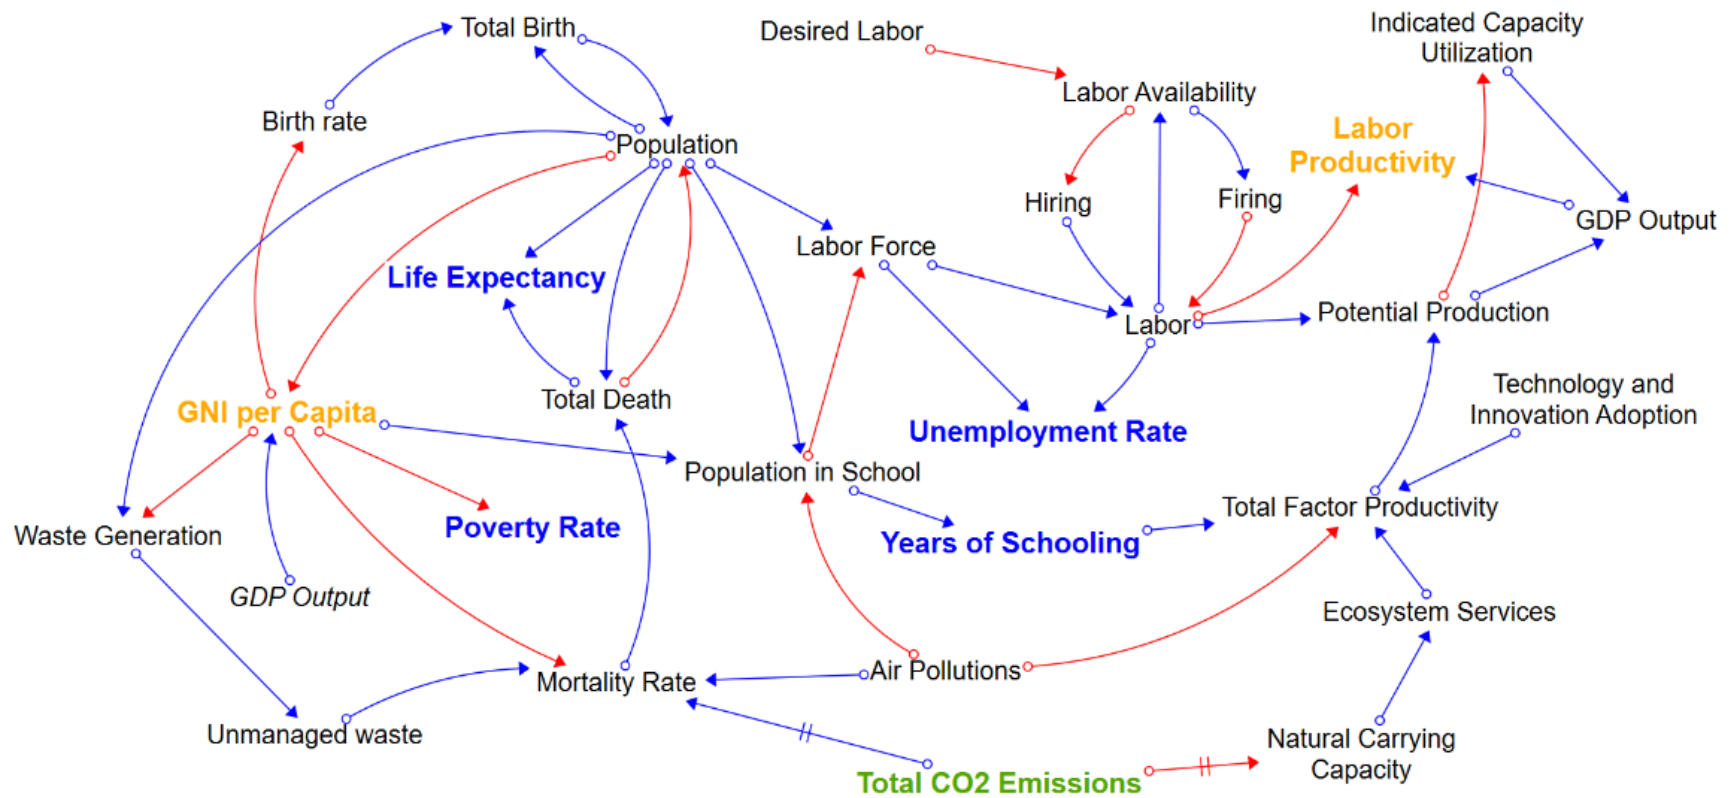 Total Birth
Desired Labor
Indicated Capacity
Utilization
Labor Availability
Birth rate
Population
Labor
Productivity
Hiring
Firing
GDP Output
Labor Force
Life Expectancy
Labor
Potential Production
Total Death
GNI per Capita
Technology and
Innovation Adoption
Unemployment Rate
Population in School
Total Factor Productivity
Waste Generation
Poverty Rate
Years of Schooling
GDP Output
Ecosystem Services
Mortality Rate
Air Pollutions
Unmanaged waste
Natural Carrying
Capacity
Total CO2 Emissions